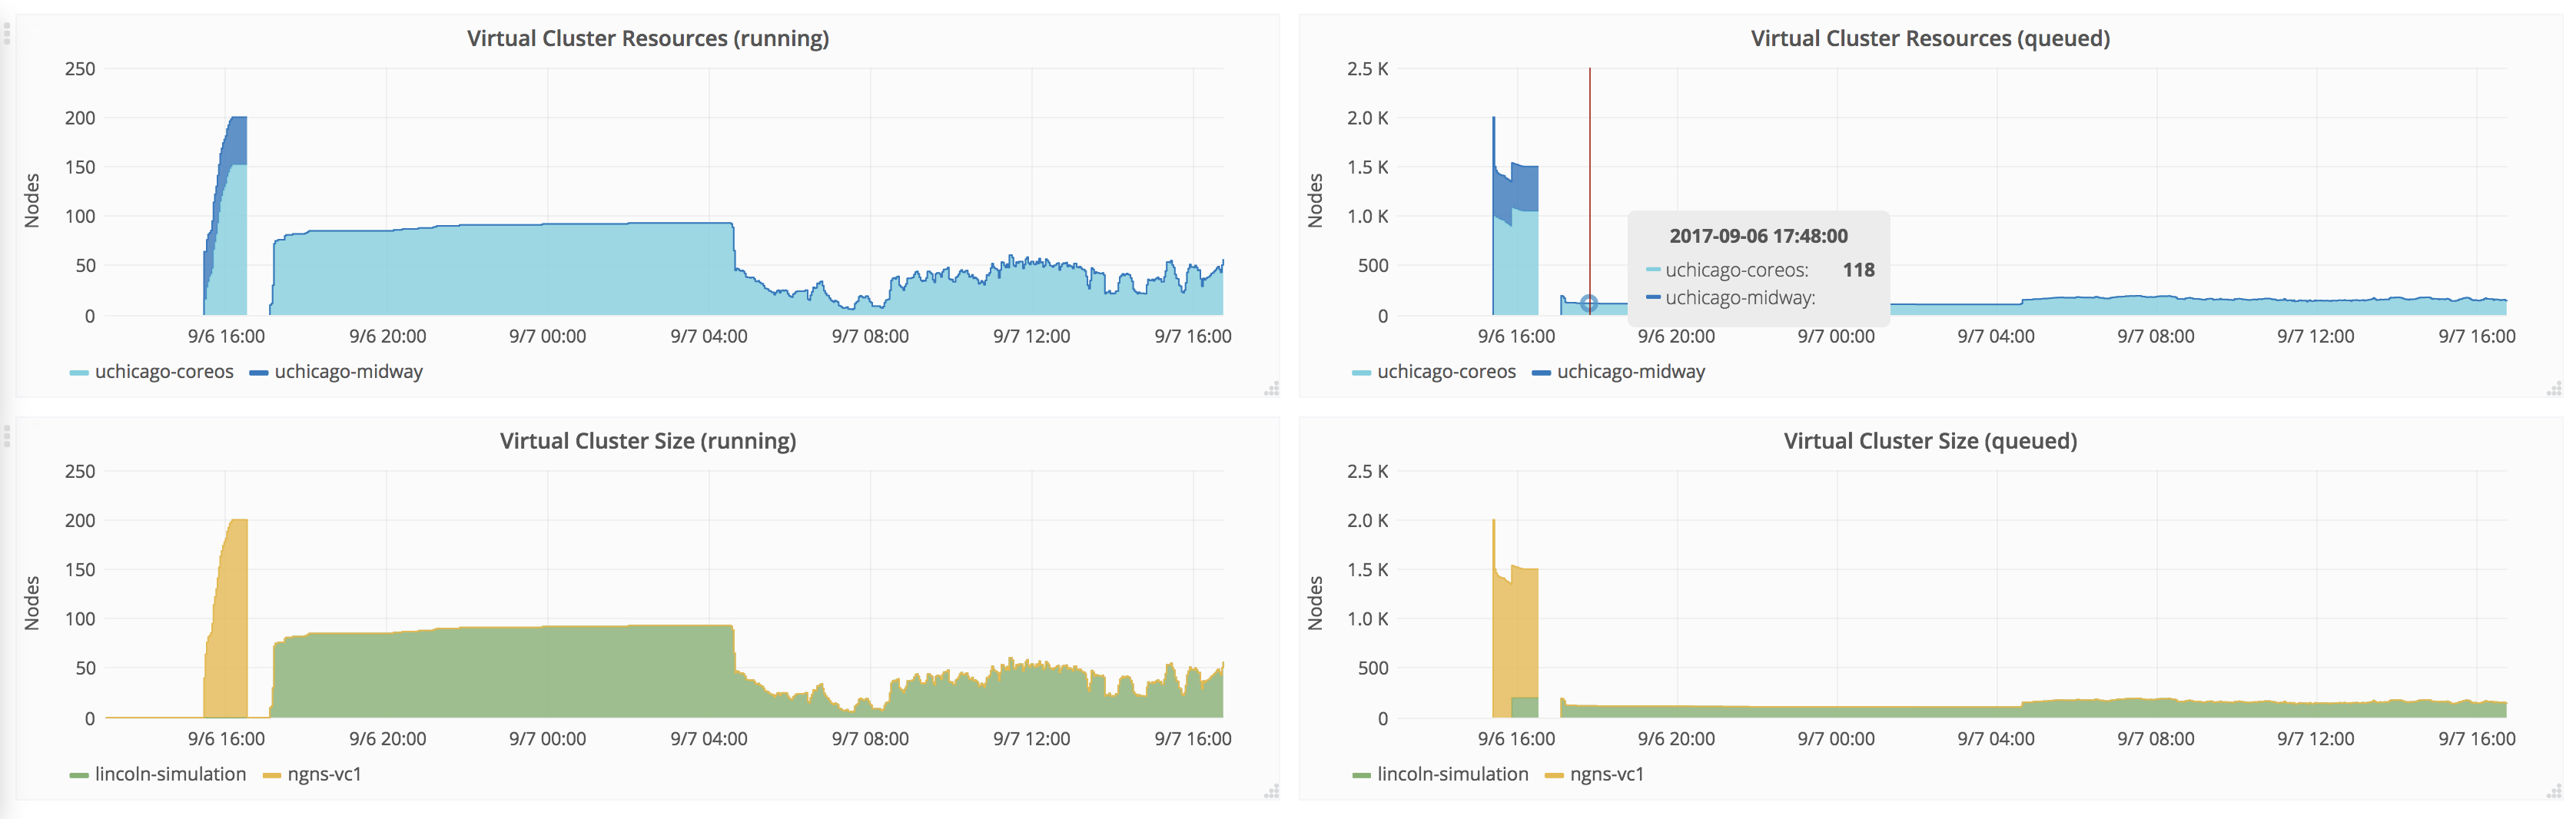 Virtual Cluster Resources (running)
250
200
150
100
50
0
Nodes
9/6 16:00 9/6 20:00 9/7 00:00 9/7 04:00 9/7 08:00 9/7 12:00 9/7 16:00
uchicago-coreos uchicago-midway
Virtual Cluster Resources (queued)
2.5 K
2.0 K
1.5 K
1.0 K
500
0
Nodes
2017-09-06 17:48:00
uchicago-coreos: 118
uchicago-midway:
9/6 16:00 9/6 20:00 9/7 00:00 9/7 04:00 9/7 08:00 9/7 12:00 9/7 16:00
uchicago-coreos uchicago-midway
Virtual Cluster Size (running)
250
200
150
100
50
0
Nodes
9/6 16:00 9/6 20:00 9/7 00:00 9/7 04:00 9/7 08:00 9/7 12:00 9/7 16:00
lincoln-simulation ngns-vc1
Virtual Cluster Size (queued)
2.5 K
2.0 K
1.5 K
1.0 K
500
0
Nodes
9/6 16:00 9/6 20:00 9/7 00:00 9/7 04:00 9/7 08:00 9/7 12:00 9/7 16:00
lincoln-simulation ngns-vc1